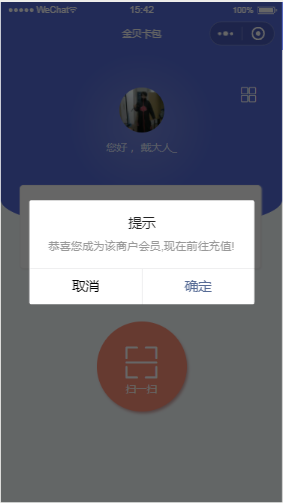 ●●●●● WeChat 15:42 100%
金贝卡包
您好，戴大人_
提示
恭喜您成为该商户会员,现在前往充值!
取消 确定
扫一扫